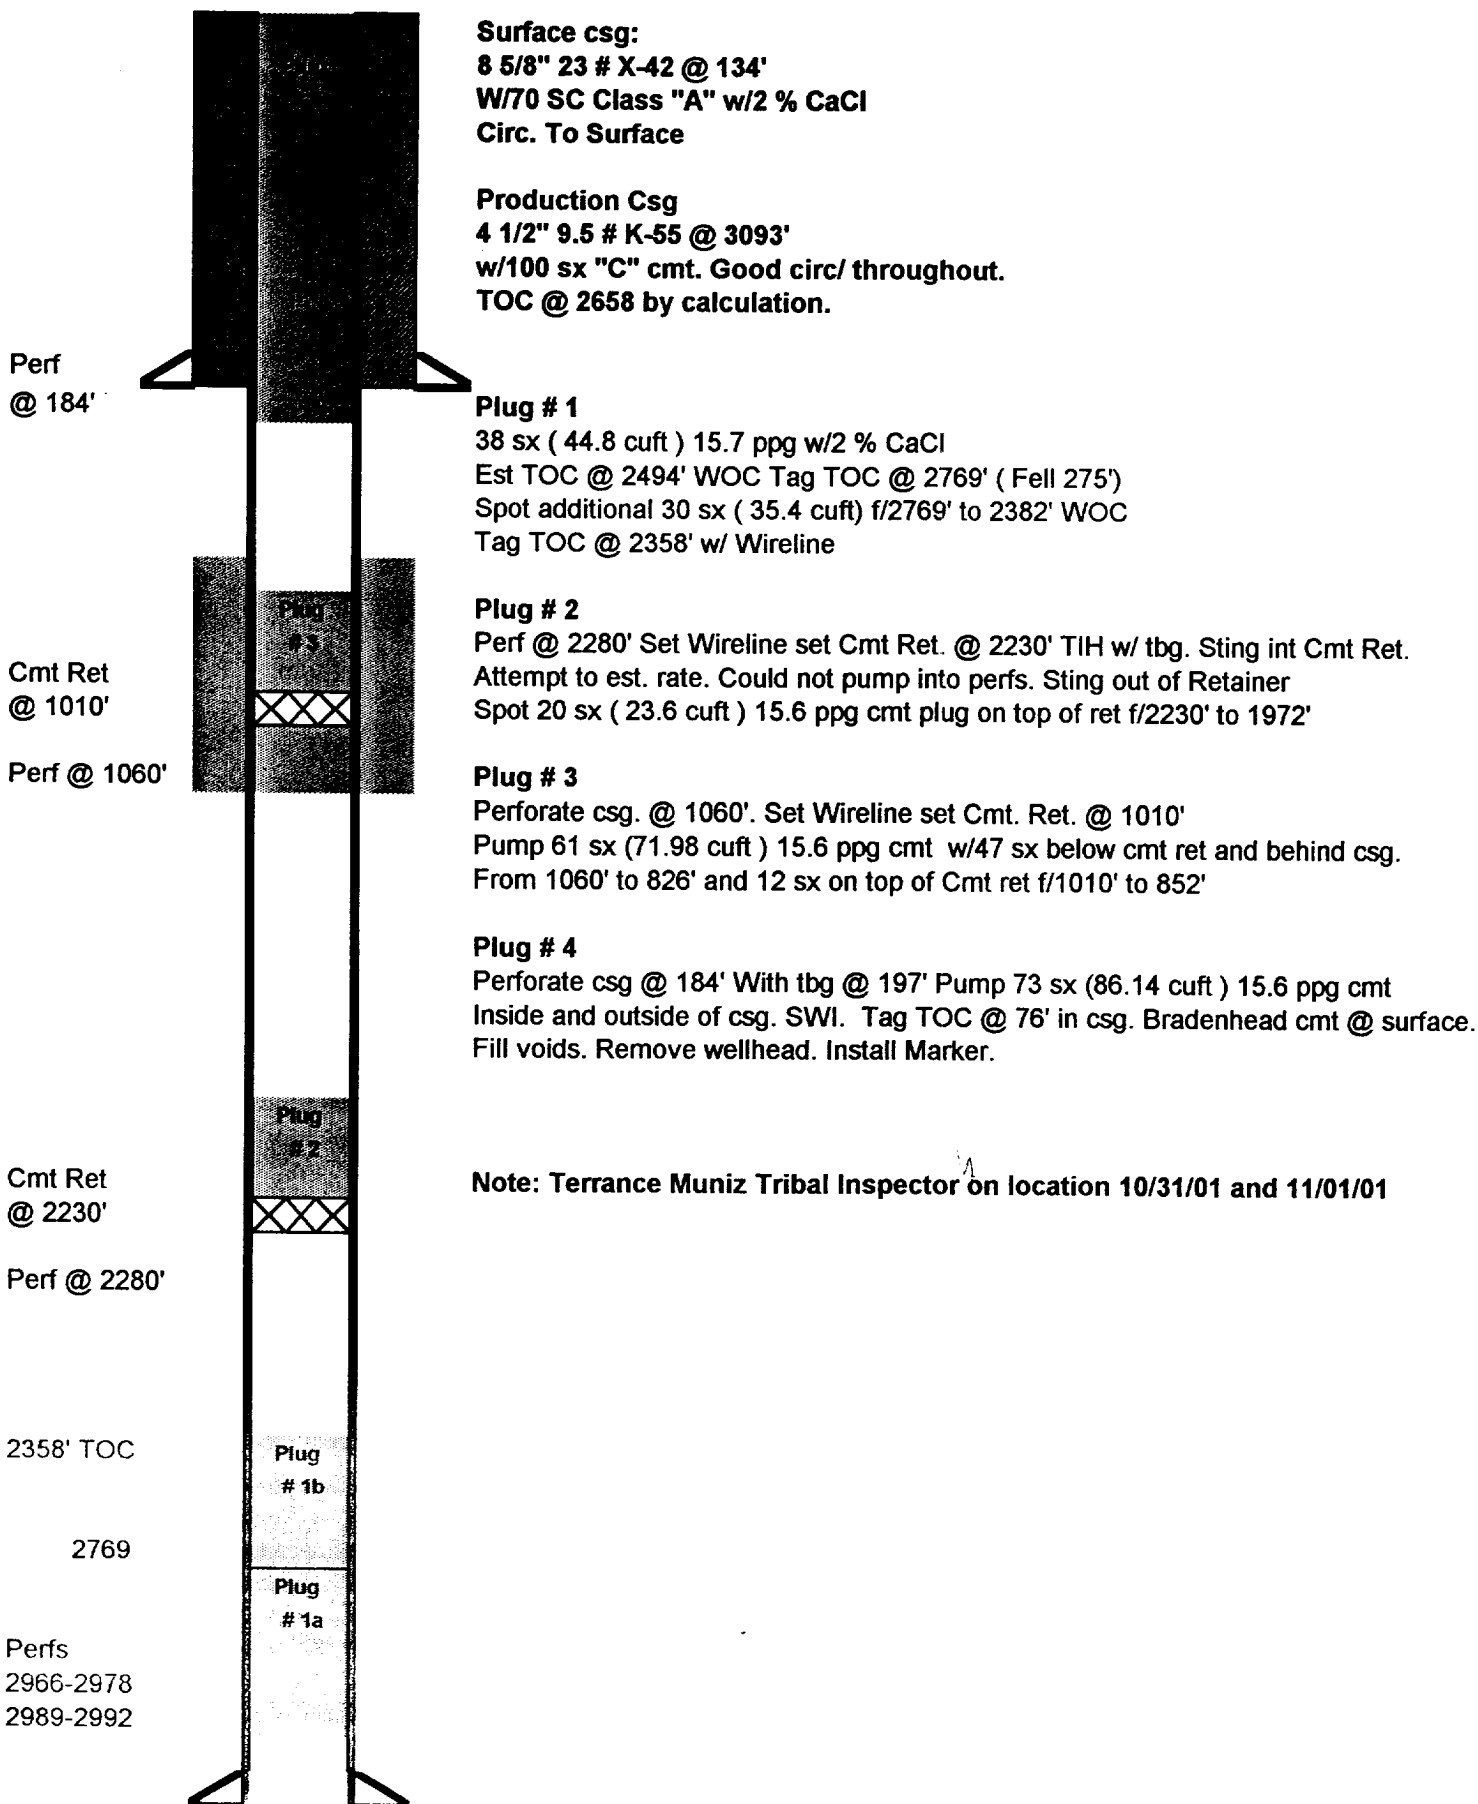 Surface csg:
8 5/8" 23 # X-42 @ 134'
W/70 SC Class "A" w/2 % CaCl
Circ. To Surface
Production Csg
4 1/2" 9.5 # K-55 @ 3093'
w/100 sx "C" cmt. Good circ/ throughout.
TOC @ 2658 by calculation.
Perf
@ 184'
Plug # 1
38 sx ( 44.8 cuft ) 15.7 ppg w/2 % CaCl
Est TOC @ 2494' WOC Tag TOC @ 2769' ( Fell 275')
Spot additional 30 sx ( 35.4 cuft) f/2769' to 2382' WOC
Tag TOC @ 2358' w/ Wireline
Plug
# 3
Cmt Ret
@ 1010'
Perf @ 1060'
Plug # 2
Perf @ 2280' Set Wireline set Cmt Ret. @ 2230' TIH w/ tbg. Sting int Cmt Ret.
Attempt to est. rate. Could not pump into perfs. Sting out of Retainer
Spot 20 sx ( 23.6 cuft ) 15.6 ppg cmt plug on top of ret f/2230' to 1972'
Plug # 3
Perforate csg. @ 1060'. Set Wireline set Cmt. Ret. @ 1010'
Pump 61 sx (71.98 cuft ) 15.6 ppg cmt w/47 sx below cmt ret and behind csg.
From 1060' to 826' and 12 sx on top of Cmt ret f/1010' to 852'
Plug # 4
Perforate csg @ 184' With tbg @ 197' Pump 73 sx (86.14 cuft ) 15.6 ppg cmt
Inside and outside of csg. SWI. Tag TOC @ 76' in csg. Bradenhead cmt @ surface.
Fill voids. Remove wellhead. Install Marker.
Plug
# 2
Cmt Ret
@ 2230'
Note: Terrance Muniz Tribal Inspector on location 10/31/01 and 11/01/01
Perf @ 2280'
2358' TOC
Plug
# 1b
2769
Plug
# 1a
Perfs
2966-2978
2989-2992